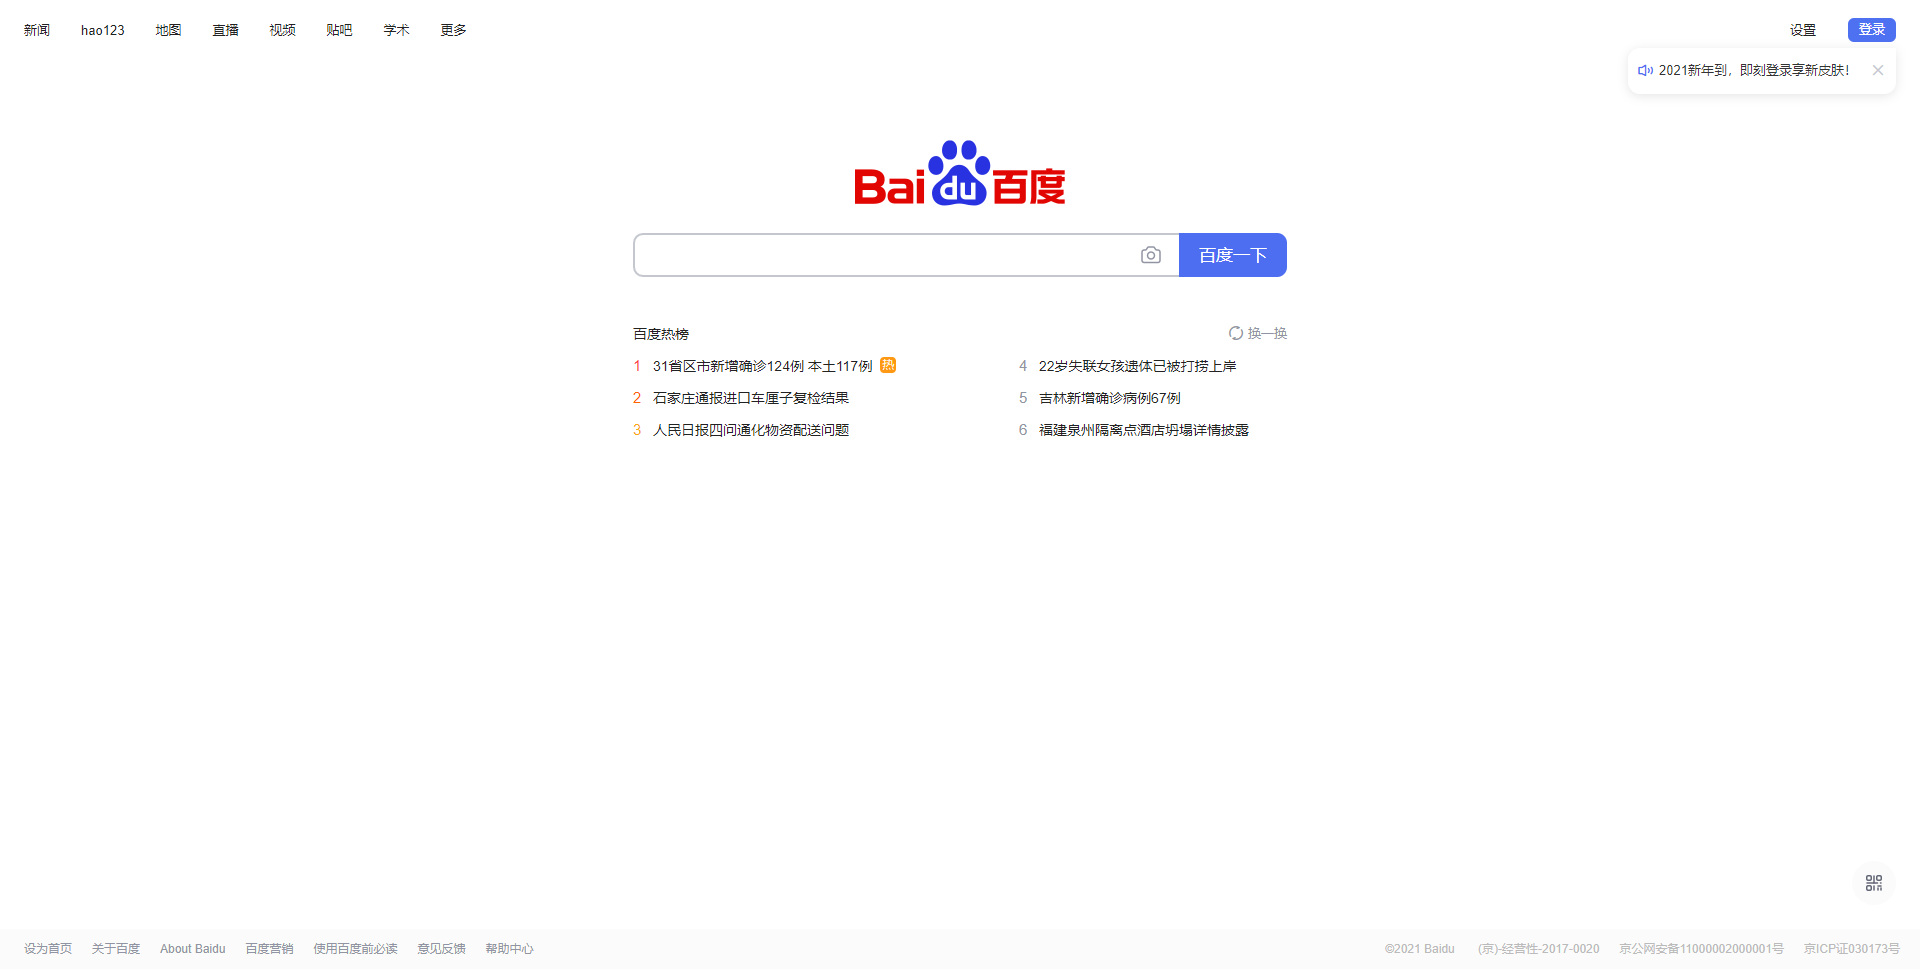 新闻 hao123 地图 直播 视频 贴吧 学术 更多 设置 登录
2021新年到，即刻登录享新皮肤！
Baidu百度
百度一下
百度热榜 换一换
1 31省区市新增确诊124例 本土117例 热
2 石家庄通报进口车厘子复检结果
3 人民日报四问通化物资配送问题
4 22岁失联女孩遗体已被打捞上岸
5 吉林新增确诊病例67例
6 福建泉州隔离点酒店坍塌详情披露
设为首页 关于百度 About Baidu 百度营销 使用百度前必读 意见反馈 帮助中心 ©2021 Baidu (京)-经营性-2017-0020 京公网安备11000002000001号 京ICP证030173号